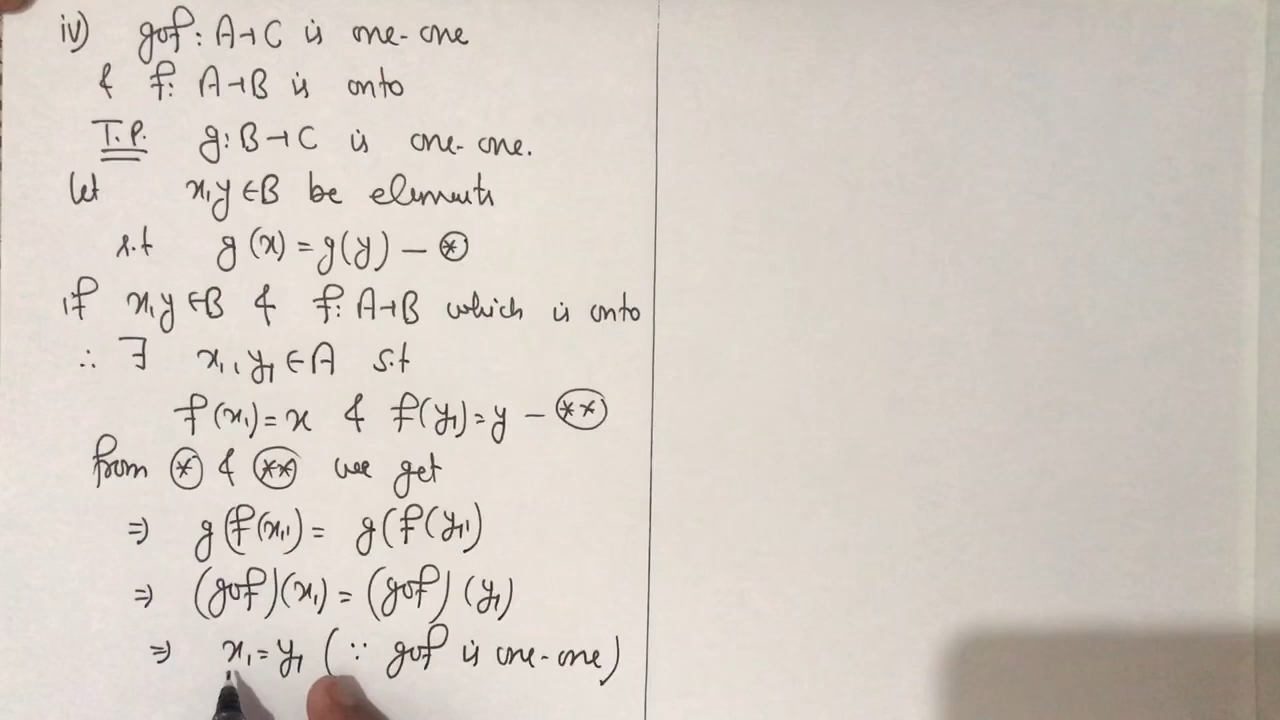 iv) gof: A→C is one-one
& f: A→B is onto
T.P. g: B→C is one-one.
let x,y ∈B be elements
s.t g(x) = g(y) — ⊛
if x,y ∈B & f: A→B which is onto
∴ ∃ x₁, y₁ ∈ A s.t
f(x₁) = x & f(y₁) = y — (**)
from (*) & (**) we get
⇒ g(f(x₁)) = g(f(y₁))
⇒ (gof)(x₁) = (gof)(y₁)
⇒ x₁ = y₁ (∵ gof is one-one)